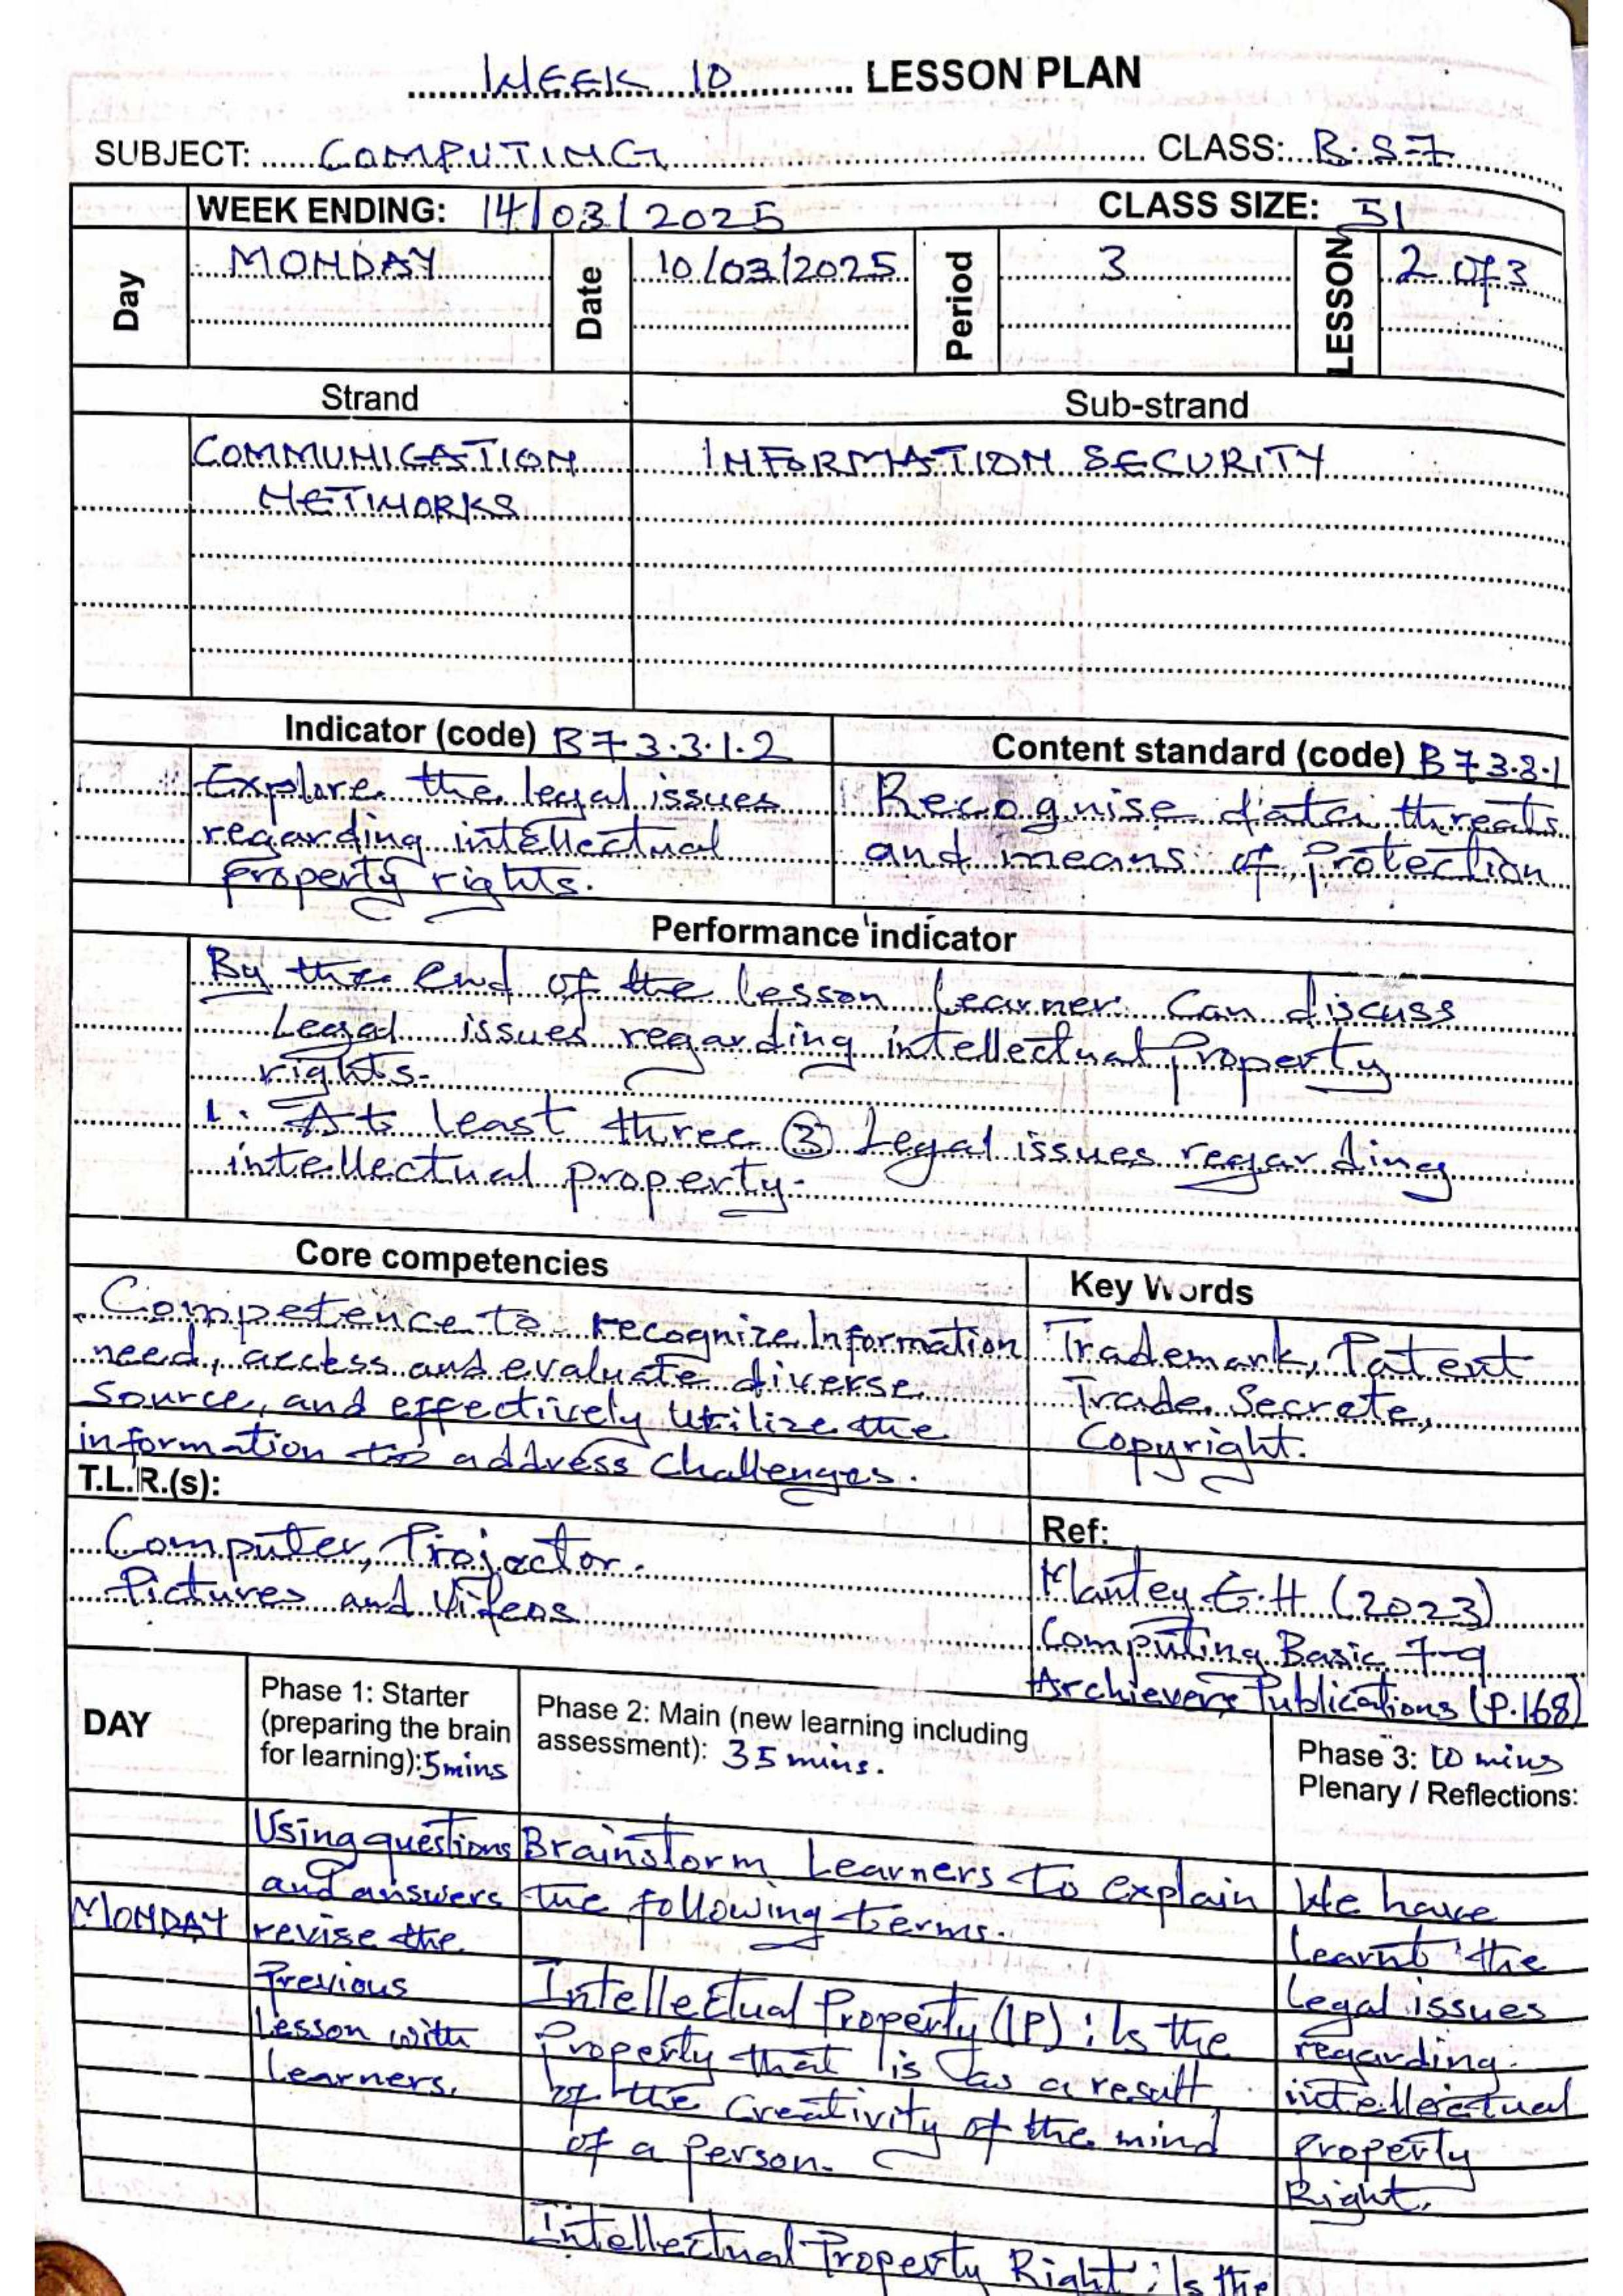 WEEK 10 LESSON PLAN
SUBJECT: COMPUTING CLASS: B.S 7
WEEK ENDING: 14/03/2025 CLASS SIZE: 51
Day MONDAY Date 10/03/2025 Period 3 LESSON 2 of 3
Strand Sub-strand
COMMUNICATION INFORMATION SECURITY
NETWORKS
Indicator (code) B7 3.3.1.2
Explore the legal issues
regarding intellectual
property rights.
Content standard (code) B7.3.3.1
Recognise data threats
and means of protection
Performance indicator
By the end of the lesson learner can discuss
Legal issues regarding intellectual property
rights.
1. At least three (3) Legal issues regarding
intellectual property.
Core competencies
Competence to recognize Information
need, access and evaluate diverse
Source, and effectively utilize the
information to address challenges.
Key Words
Trademark, Patent
Trade Secrete,
Copyright.
T.L.R.(s):
Computer, Projector.
Pictures and Videos
Ref:
Mantey E.H (2023)
Computing Basic 7-9
Archievers Publications (P.168)
DAY
Phase 1: Starter
(preparing the brain
for learning): 5mins
Phase 2: Main (new learning including
assessment): 35 mins.
Phase 3: 10 mins
Plenary / Reflections:
MONDAY
Using questions
and answers
revise the
Previous
Lesson with
Learners.
Brainstorm Learners to explain
the following terms.
Intellectual Property (IP): Is the
Property that is as a result
of the Creativity of the mind
of a person.
Intellectual Property Right: Is the
We have
learnt the
legal issues
regarding
intellectual
Property
Right.